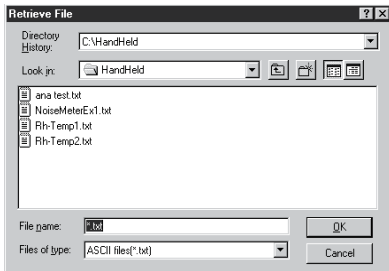 Retrieve File
Directory History: C:\HandHeld
Look in: HandHeld
ana test.txt
NoiseMeterEx1.txt
Rh-Temp1.txt
Rh-Temp2.txt
File name: *.txt OK
Files of type: ASCII files(*.txt) Cancel